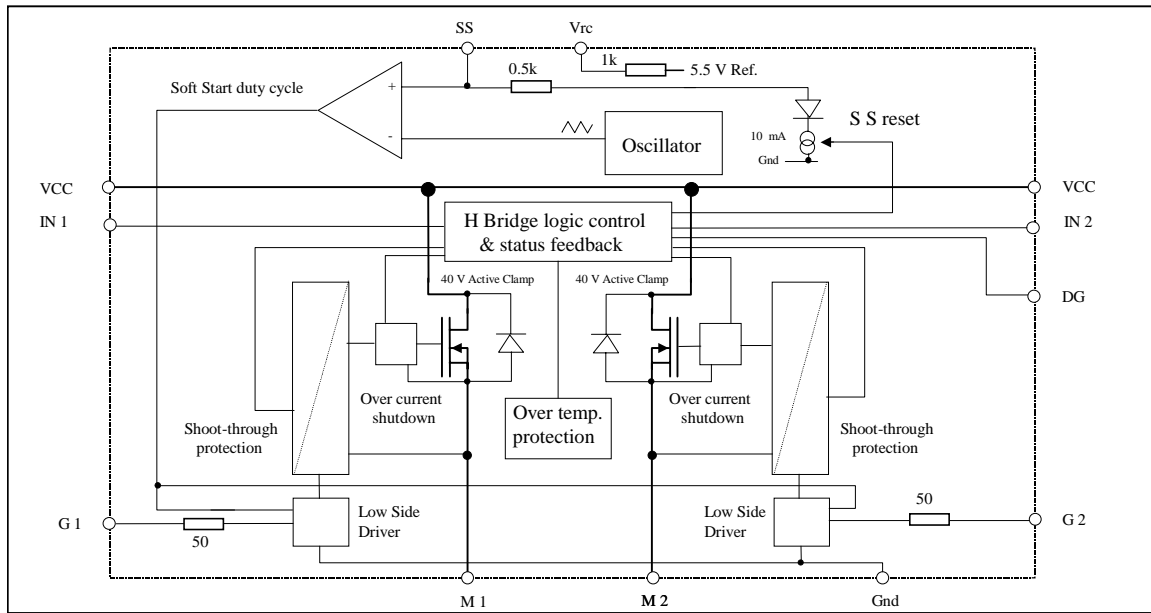 SS
Vrc
1k
5.5 V Ref.
0.5k
Soft Start duty cycle
+
-
Oscillator
S S reset
10 mA
Gnd
VCC
VCC
IN 1
IN 2
H Bridge logic control
& status feedback
40 V Active Clamp
40 V Active Clamp
DG
Over current
shutdown
Over temp.
protection
Over current
shutdown
Shoot-through
protection
Shoot-through
protection
Low Side
Driver
Low Side
Driver
50
50
G 1
G 2
M 1
M 2
Gnd